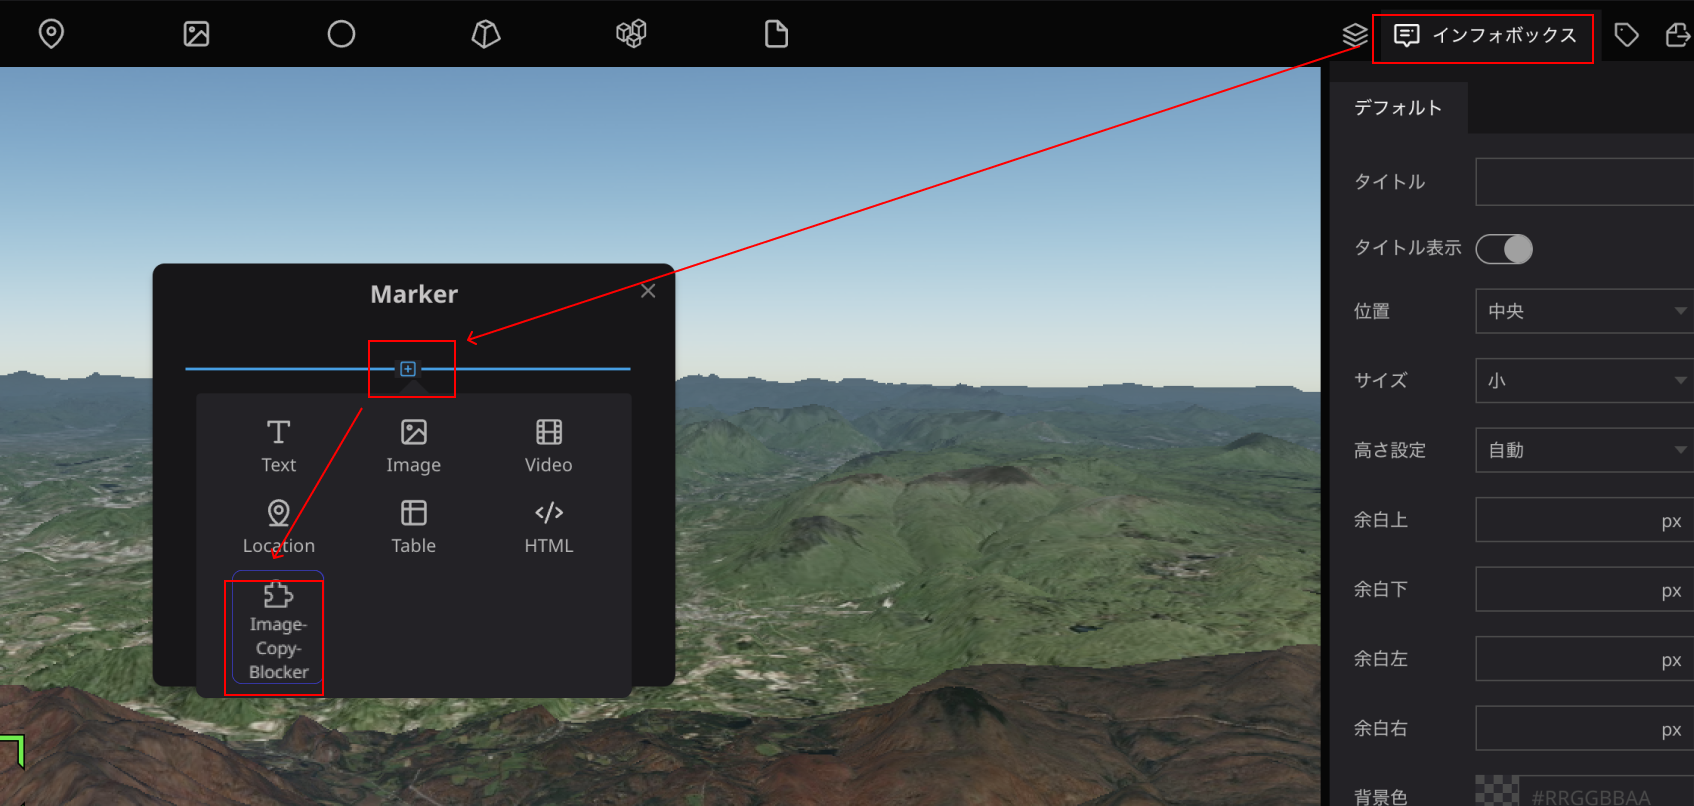 インフォボックス
デフォルト
タイトル
タイトル表示
位置
中央
サイズ
小
高さ設定
自動
余白上
px
余白下
px
余白左
px
余白右
px
背景色
#RRGGBBAA
Marker
Text
Image
Video
Location
Table
HTML
Image-
Copy-
Blocker